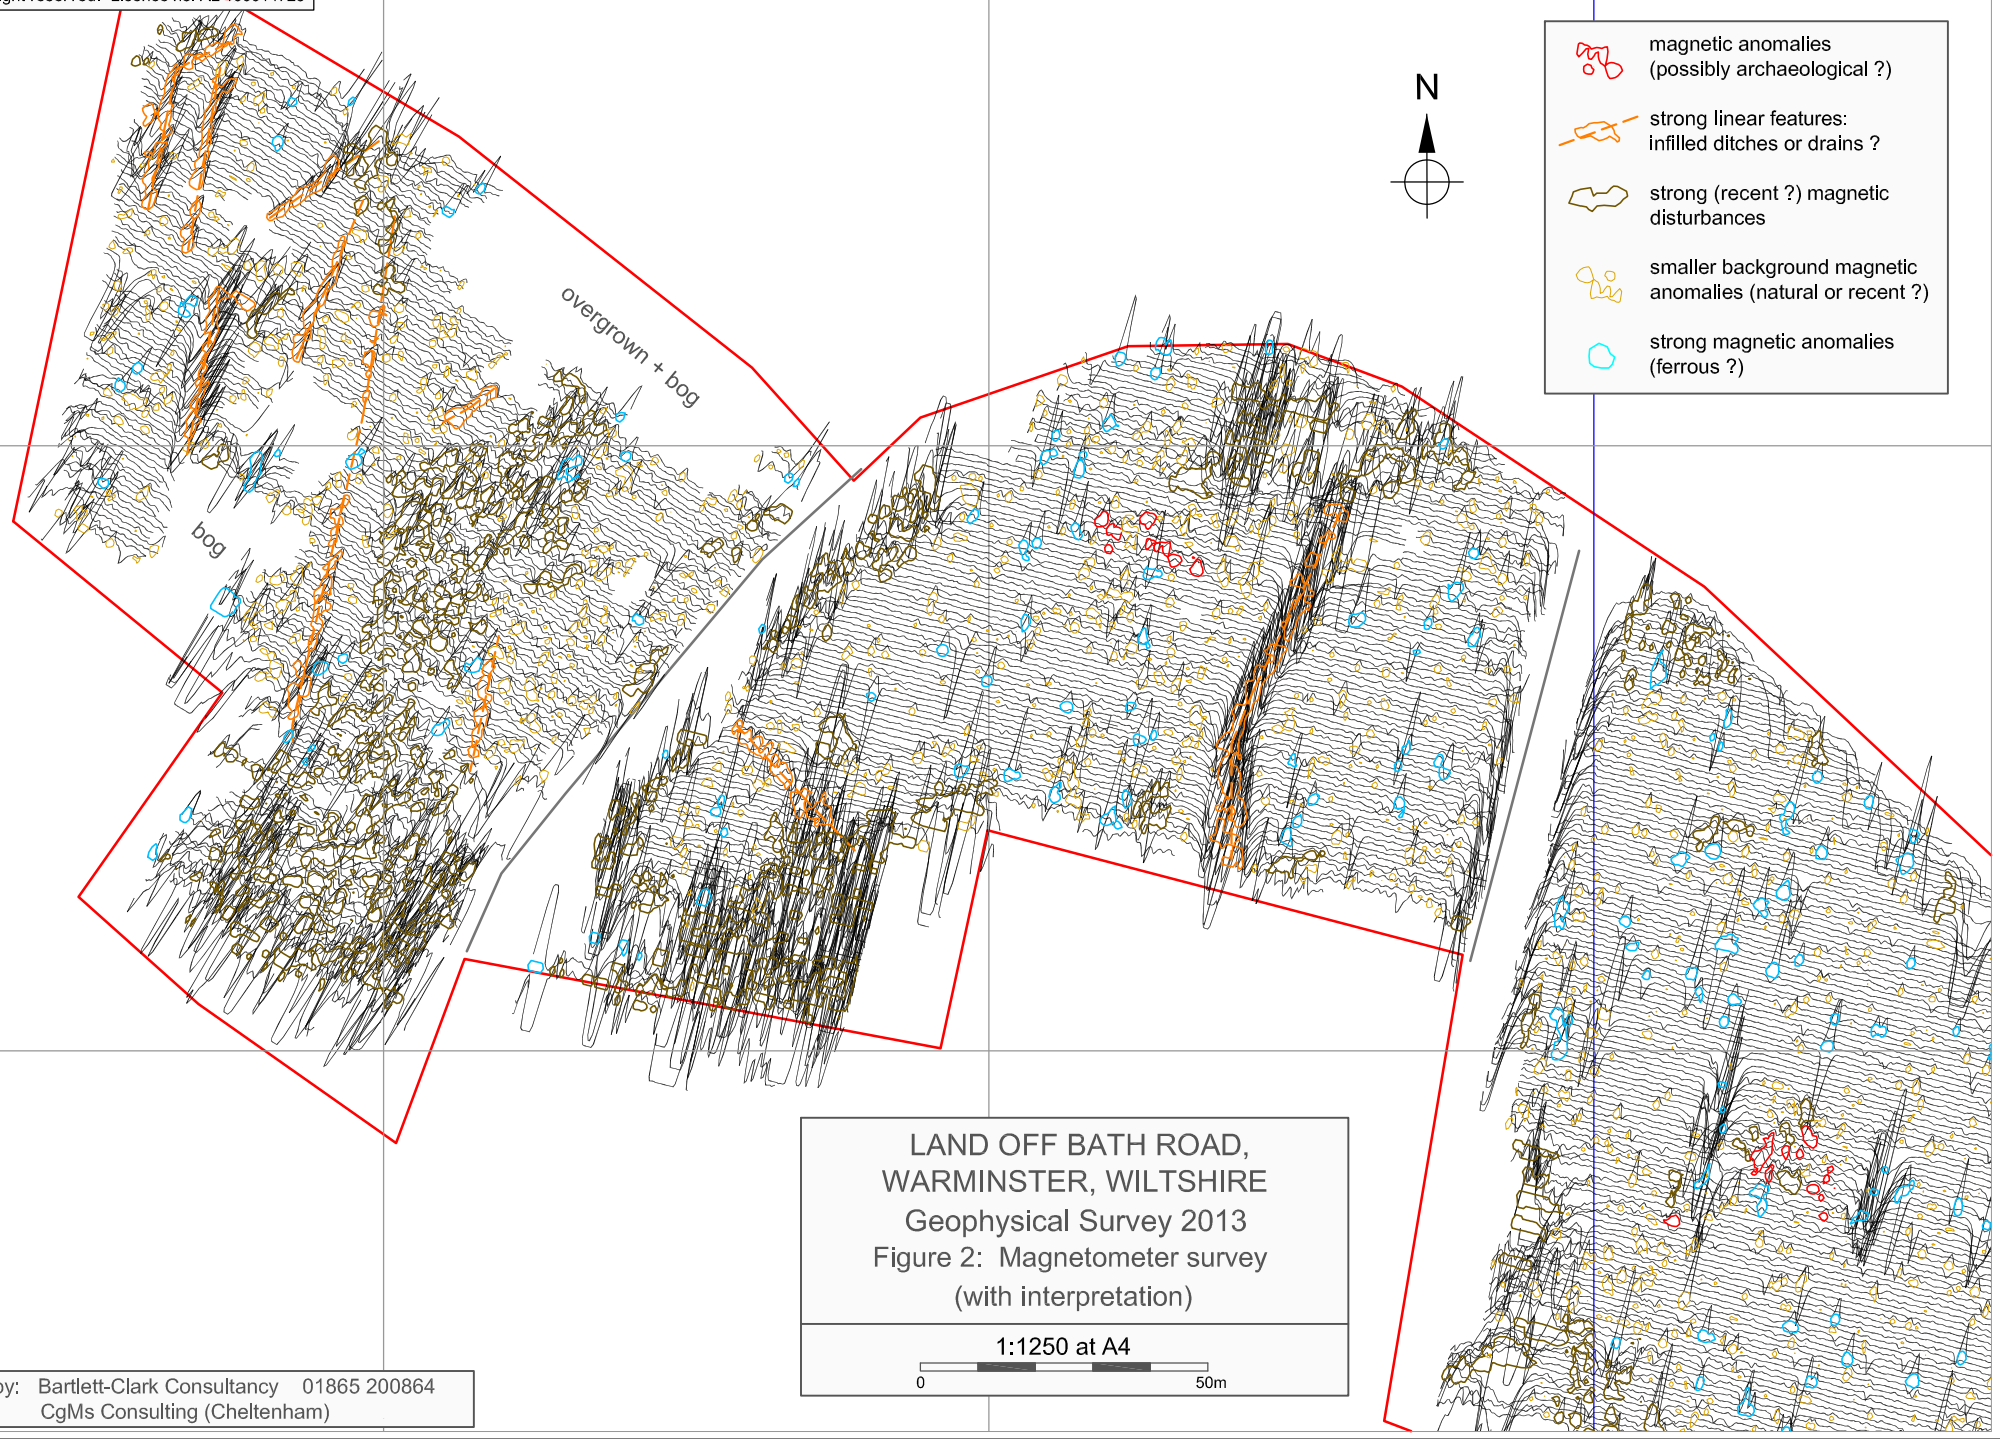 N
magnetic anomalies
(possibly archaeological ?)
strong linear features:
infilled ditches or drains ?
strong (recent ?) magnetic
disturbances
smaller background magnetic
anomalies (natural or recent ?)
strong magnetic anomalies
(ferrous ?)
overgrown + bog
bog
LAND OFF BATH ROAD,
WARMINSTER, WILTSHIRE
Geophysical Survey 2013
Figure 2: Magnetometer survey
(with interpretation)
1:1250 at A4
0 50m
by: Bartlett-Clark Consultancy 01865 200864
CgMs Consulting (Cheltenham)